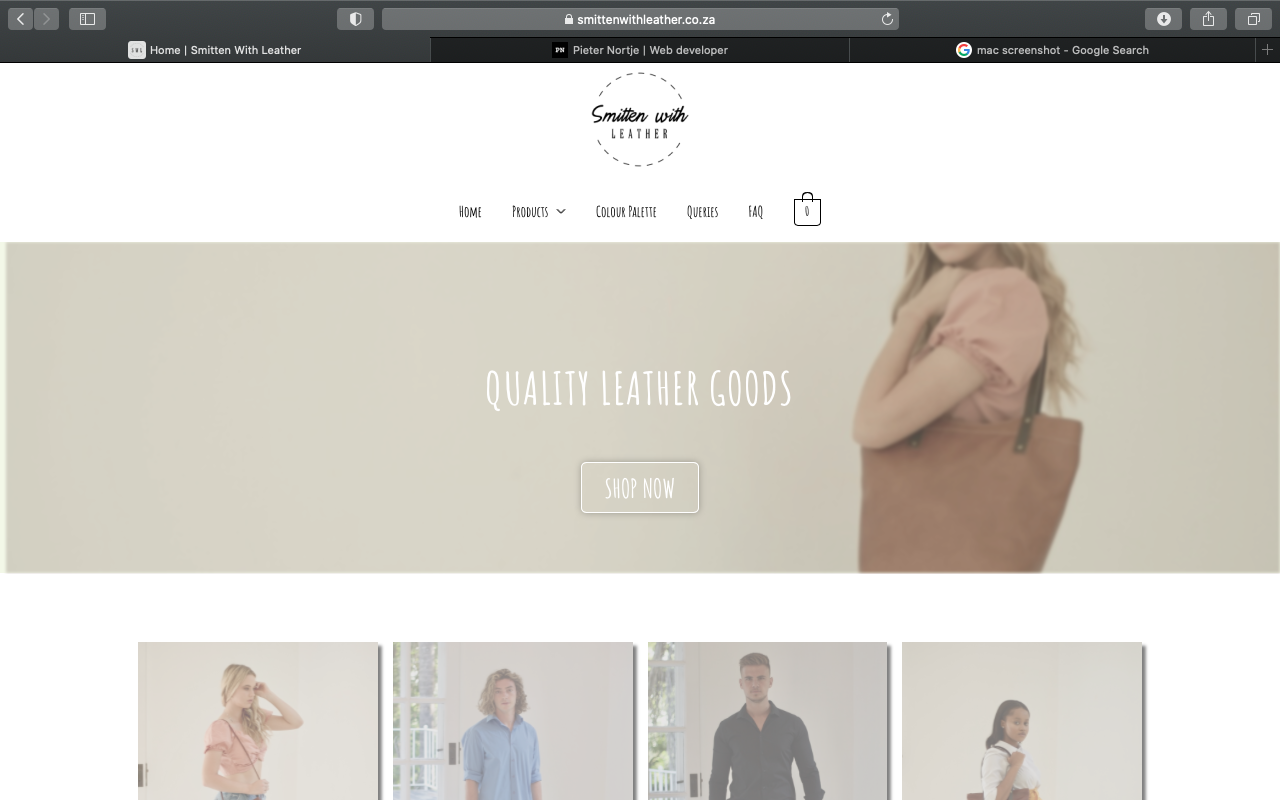 smittenwithleather.co.za
SWL Home | Smitten With Leather
PN Pieter Nortje | Web developer
G mac screenshot - Google Search
Smitten with
LEATHER
Home Products Colour Palette Queries FAQ 0
QUALITY LEATHER GOODS
SHOP NOW